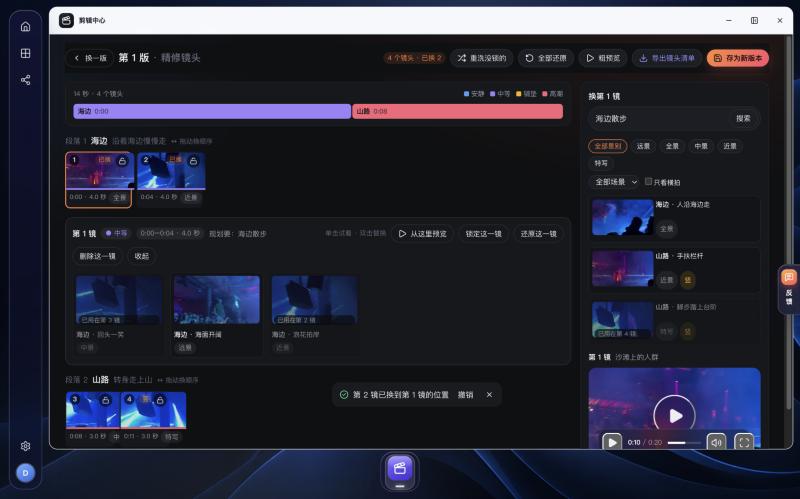 剪辑中心
换一版
第 1 版 · 精修镜头
4 个镜头 · 已换 2
重洗没锁的
全部还原
粗预览
导出镜头清单
存为新版本
14 秒 · 4 个镜头
安静
中等
铺垫
高潮
海边 0:00
山路 0:08
段落 1 海边 沿着海边慢慢走 ↔ 拖动换顺序
1 已换
0:00 · 4.0 秒 全景
2 已换
0:04 · 4.0 秒 近景
第 1 镜
中等
0:00–0:04 · 4.0 秒
规划要：海边散步
单击试看 · 双击替换
从这里预览
锁定这一镜
还原这一镜
删除这一镜
收起
已用在第 3 镜
海边 · 回头一笑
中景
海边 · 海面开阔
远景
已用在第 2 镜
海边 · 浪花拍岸
近景
段落 2 山路 转身走上山 ↔ 拖动换顺序
3
0:08 · 3.0 秒 中
4 竖
0:11 · 3.0 秒 特写
第 2 镜已换到第 1 镜的位置 撤销
换第 1 镜
海边散步
搜索
全部景别
远景
全景
中景
近景
特写
全部场景
只看横拍
海边 · 人沿海边走
全景
山路 · 手扶栏杆
近景
竖
山路 · 脚步踏上台阶
已用在第 4 镜
特写
竖
第 1 镜 沙滩上的人群
0:10 / 0:20
反馈
D